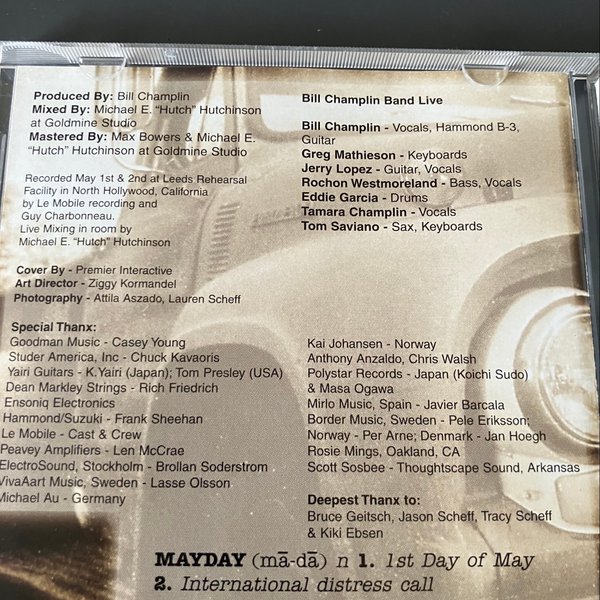 Produced By: Bill Champlin
Mixed By: Michael E. "Hutch" Hutchinson
at Goldmine Studio
Mastered By: Max Bowers & Michael E.
"Hutch" Hutchinson at Goldmine Studio
Recorded May 1st & 2nd at Leeds Rehearsal
Facility in North Hollywood, California
by Le Mobile recording and
Guy Charbonneau.
Live Mixing in room by
Michael E. "Hutch" Hutchinson
Cover By - Premier Interactive
Art Director - Ziggy Kormandel
Photography - Attila Aszado, Lauren Scheff
Special Thanx:
Goodman Music - Casey Young
Studer America, Inc - Chuck Kavaoris
Yairi Guitars - K.Yairi (Japan); Tom Presley (USA)
Dean Markley Strings - Rich Friedrich
Ensoniq Electronics
Hammond/Suzuki - Frank Sheehan
Le Mobile - Cast & Crew
Peavey Amplifiers - Len McCrae
ElectroSound, Stockholm - Brollan Soderstrom
VivaAart Music, Sweden - Lasse Olsson
Michael Au - Germany
Bill Champlin Band Live
Bill Champlin - Vocals, Hammond B-3,
Guitar
Greg Mathieson - Keyboards
Jerry Lopez - Guitar, Vocals
Rochon Westmoreland - Bass, Vocals
Eddie Garcia - Drums
Tamara Champlin - Vocals
Tom Saviano - Sax, Keyboards
Kai Johansen - Norway
Anthony Anzaldo, Chris Walsh
Polystar Records - Japan (Koichi Sudo)
& Masa Ogawa
Mirlo Music, Spain - Javier Barcala
Border Music, Sweden - Pele Eriksson;
Norway - Per Arne; Denmark - Jan Hoegh
Rosie Mings, Oakland, CA
Scott Sosbee - Thoughtscape Sound, Arkansas
Deepest Thanx to:
Bruce Geitsch, Jason Scheff, Tracy Scheff
& Kiki Ebsen
MAYDAY (mā-dā) n 1. 1st Day of May
2. International distress call